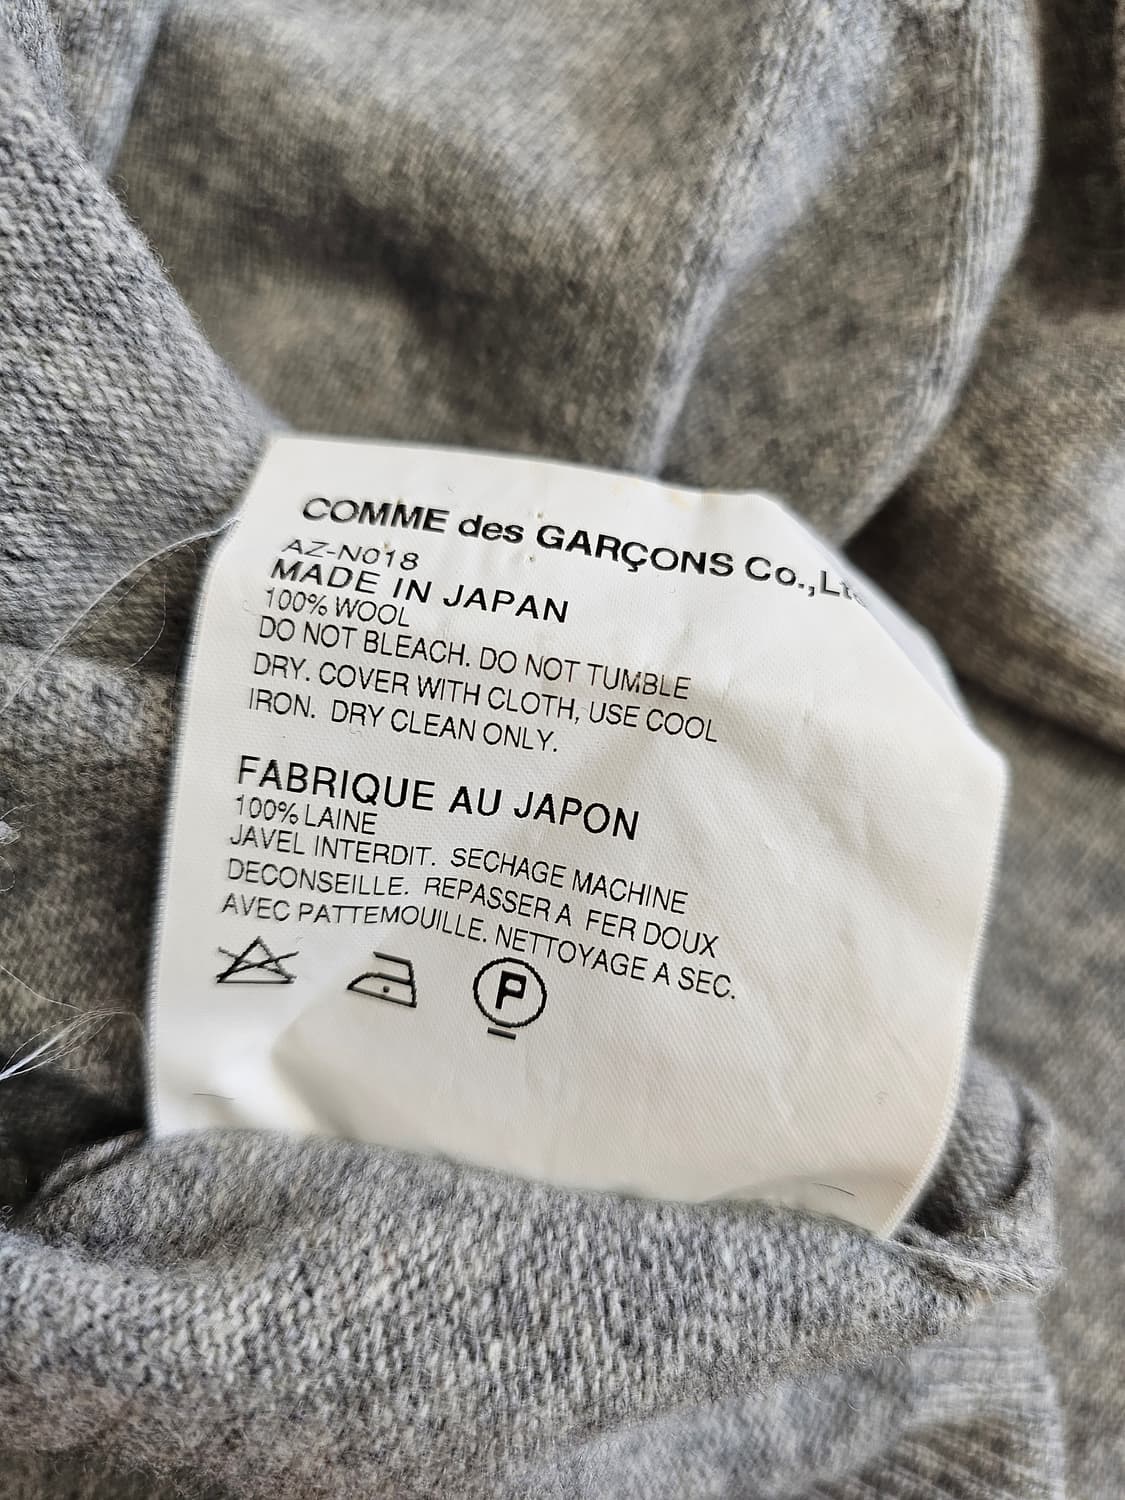 COMME des GARÇONS Co.,Ltd
AZ-N018
MADE IN JAPAN
100% WOOL
DO NOT BLEACH. DO NOT TUMBLE
DRY. COVER WITH CLOTH, USE COOL
IRON. DRY CLEAN ONLY.
FABRIQUE AU JAPON
100% LAINE
JAVEL INTERDIT. SECHAGE MACHINE
DECONSEILLE. REPASSER A FER DOUX
AVEC PATTEMOUILLE. NETTOYAGE A SEC.
P